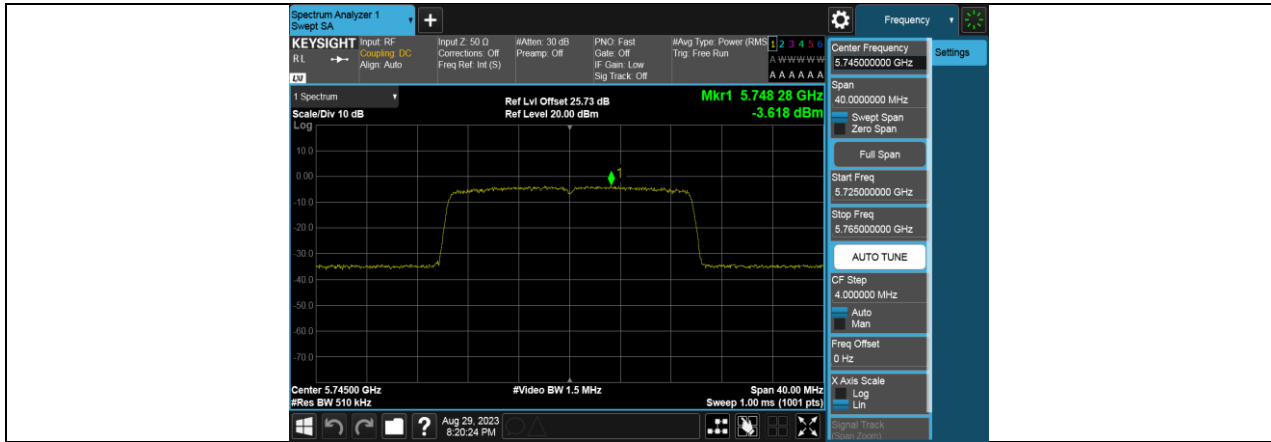 Spectrum Analyzer 1
Swept SA
+
Frequency
KEYSIGHT
RL
LXI
Input: RF
Coupling: DC
Align: Auto
Input Z: 50 Ω
Corrections: Off
Freq Ref: Int (S)
#Atten: 30 dB
Preamp: Off
PNO: Fast
Gate: Off
IF Gain: Low
Sig Track: Off
#Avg Type: Power (RMS
Trig: Free Run
1 2 3 4 5 6
A W W W W W
A A A A A A
1 Spectrum
Scale/Div 10 dB
Log
Ref Lvl Offset 25.73 dB
Ref Level 20.00 dBm
Mkr1 5.748 28 GHz
-3.618 dBm
1
10.0
0.00
-10.0
-20.0
-30.0
-40.0
-50.0
-60.0
-70.0
Center 5.74500 GHz
#Res BW 510 kHz
#Video BW 1.5 MHz
Span 40.00 MHz
Sweep 1.00 ms (1001 pts)
?
Aug 29, 2023
8:20:24 PM
Center Frequency
5.745000000 GHz
Settings
Span
40.0000000 MHz
Swept Span
Zero Span
Full Span
Start Freq
5.725000000 GHz
Stop Freq
5.765000000 GHz
AUTO TUNE
CF Step
4.000000 MHz
Auto
Man
Freq Offset
0 Hz
X Axis Scale
Log
Lin
Signal Track
(Span Zoom)